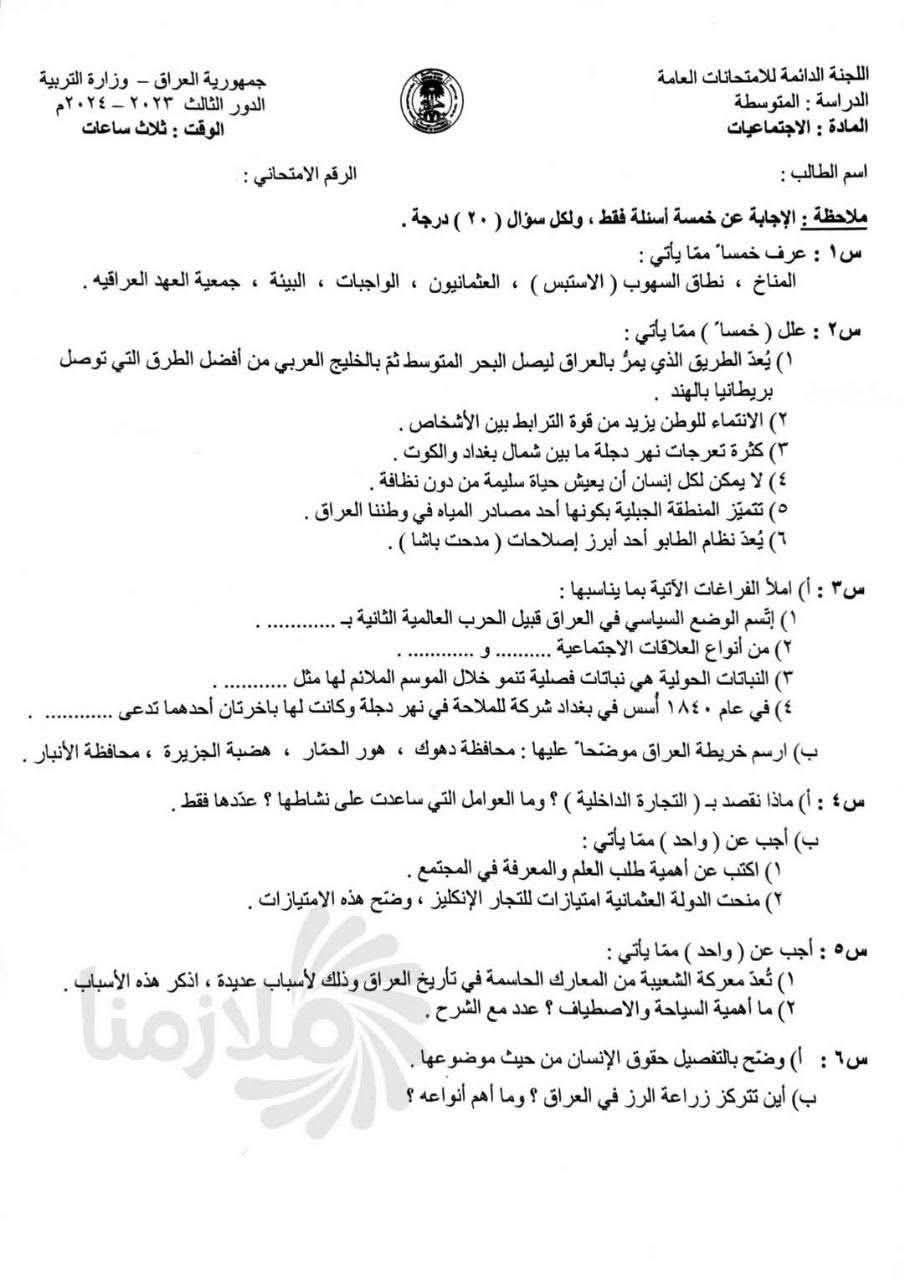 اللجنة الدائمة للامتحانات العامة
الدراسة : المتوسطة
المادة : الاجتماعيات
جمهورية العراق – وزارة التربية
الدور الثالث ٢٠٢٣ – ٢٠٢٤م
الوقت : ثلاث ساعات
اسم الطالب :
الرقم الامتحاني :
ملاحظة : الإجابة عن خمسة أسئلة فقط ، ولكل سؤال ( ٢٠ ) درجة .
س١ : عرف خمساً ممّا يأتي :
المناخ ، نطاق السهوب ( الاستبس ) ، العثمانيون ، الواجبات ، البيئة ، جمعية العهد العراقيه .
س٢ : علل ( خمساً ) ممّا يأتي :
١) يُعدّ الطريق الذي يمرُّ بالعراق ليصل البحر المتوسط ثمّ بالخليج العربي من أفضل الطرق التي توصل
بريطانيا بالهند .
٢) الانتماء للوطن يزيد من قوة الترابط بين الأشخاص .
٣) كثرة تعرجات نهر دجلة ما بين شمال بغداد والكوت .
٤) لا يمكن لكل إنسان أن يعيش حياة سليمة من دون نظافة .
٥) تتميّز المنطقة الجبلية بكونها أحد مصادر المياه في وطننا العراق .
٦) يُعدّ نظام الطابو أحد أبرز إصلاحات ( مدحت باشا ) .
س٣ : أ) املأ الفراغات الآتية بما يناسبها :
١) إتَّسم الوضع السياسي في العراق قبيل الحرب العالمية الثانية بـ ............ .
٢) من أنواع العلاقات الاجتماعية .......... و ............ .
٣) النباتات الحولية هي نباتات فصلية تنمو خلال الموسم الملائم لها مثل ........... .
٤) في عام ١٨٤٠ أُسس في بغداد شركة للملاحة في نهر دجلة وكانت لها باخرتان أحدهما تدعى ............ .
ب) ارسم خريطة العراق موضّحاً عليها : محافظة دهوك ، هور الحمّار ، هضبة الجزيرة ، محافظة الأنبار .
س٤ : أ) ماذا نقصد بـ ( التجارة الداخلية ) ؟ وما العوامل التي ساعدت على نشاطها ؟ عدّدها فقط .
ب) أجب عن ( واحد ) ممّا يأتي :
١) اكتب عن أهمية طلب العلم والمعرفة في المجتمع .
٢) منحت الدولة العثمانية امتيازات للتجار الإنكليز ، وضّح هذه الامتيازات .
س٥ : أجب عن ( واحد ) ممّا يأتي :
١) تُعدّ معركة الشعيبة من المعارك الحاسمة في تأريخ العراق وذلك لأسباب عديدة ، اذكر هذه الأسباب .
٢) ما أهمية السياحة والاصطياف ؟ عدد مع الشرح .
س٦ : أ) وضّح بالتفصيل حقوق الإنسان من حيث موضوعها .
ب) أين تتركز زراعة الرز في العراق ؟ وما أهم أنواعه ؟
ملازمنا